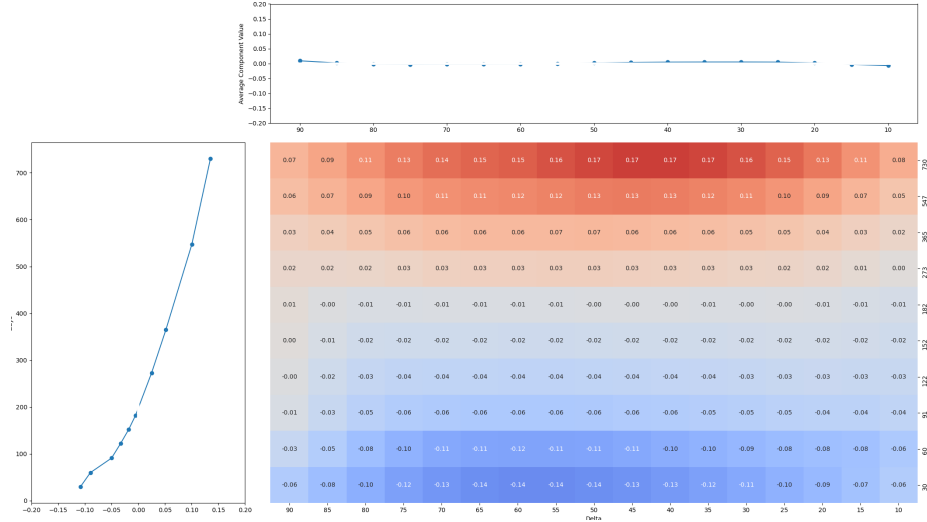 Average Component Value
0.20
0.15
0.10
0.05
0.00
−0.05
−0.10
−0.15
−0.20
90 80 70 60 50 40 30 20 10
700
600
500
400
300
200
100
0
−0.20 −0.15 −0.10 −0.05 0.00 0.05 0.10 0.15 0.20
0.07 0.09 0.11 0.13 0.14 0.15 0.15 0.16 0.17 0.17 0.17 0.17 0.16 0.15 0.13 0.11 0.08 730
0.06 0.07 0.09 0.10 0.11 0.11 0.12 0.12 0.13 0.13 0.13 0.12 0.11 0.10 0.09 0.07 0.05 547
0.03 0.04 0.05 0.06 0.06 0.06 0.06 0.07 0.07 0.06 0.06 0.06 0.05 0.05 0.04 0.03 0.02 365
0.02 0.02 0.02 0.03 0.03 0.03 0.03 0.03 0.03 0.03 0.03 0.03 0.03 0.02 0.02 0.01 0.00 273
0.01 -0.00 -0.01 -0.01 -0.01 -0.01 -0.01 -0.01 -0.00 -0.00 -0.00 -0.00 -0.00 -0.00 -0.01 -0.01 -0.01 182
0.00 -0.01 -0.02 -0.02 -0.02 -0.02 -0.02 -0.02 -0.02 -0.02 -0.02 -0.02 -0.02 -0.02 -0.02 -0.02 -0.02 152
-0.00 -0.02 -0.03 -0.04 -0.04 -0.04 -0.04 -0.04 -0.04 -0.04 -0.04 -0.04 -0.03 -0.03 -0.03 -0.03 -0.03 122
-0.01 -0.03 -0.05 -0.06 -0.06 -0.06 -0.06 -0.06 -0.06 -0.06 -0.06 -0.05 -0.05 -0.05 -0.04 -0.04 -0.04 91
-0.03 -0.05 -0.08 -0.10 -0.11 -0.11 -0.12 -0.11 -0.11 -0.11 -0.10 -0.10 -0.09 -0.08 -0.08 -0.08 -0.06 60
-0.06 -0.08 -0.10 -0.12 -0.13 -0.14 -0.14 -0.14 -0.14 -0.13 -0.13 -0.12 -0.11 -0.10 -0.09 -0.07 -0.06 30
90 85 80 75 70 65 60 55 50 45 40 35 30 25 20 15 10
Delta